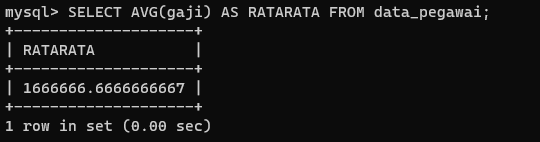 mysql> SELECT AVG(gaji) AS RATARATA FROM data_pegawai;
+--------------------+
| RATARATA           |
+--------------------+
| 1666666.6666666667 |
+--------------------+
1 row in set (0.00 sec)